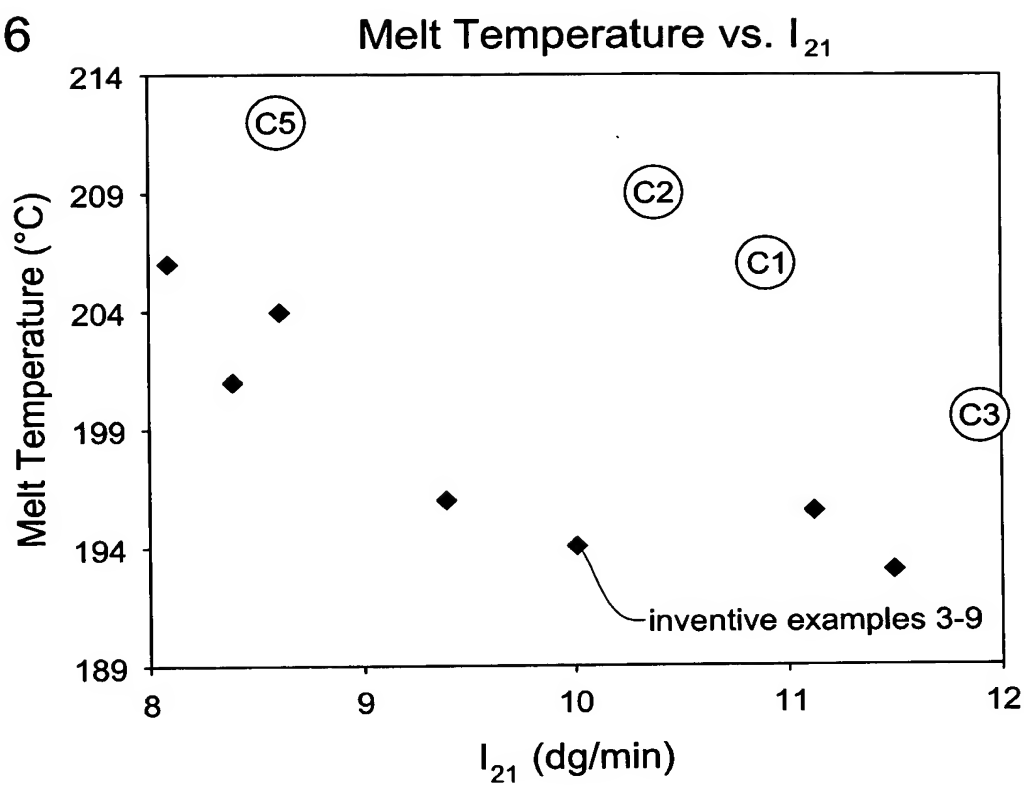 6
Melt Temperature vs. I21
214
209
204
199
194
189
Melt Temperature (°C)
C5
C2
C1
C3
inventive examples 3-9
8
9
10
11
12
I21 (dg/min)